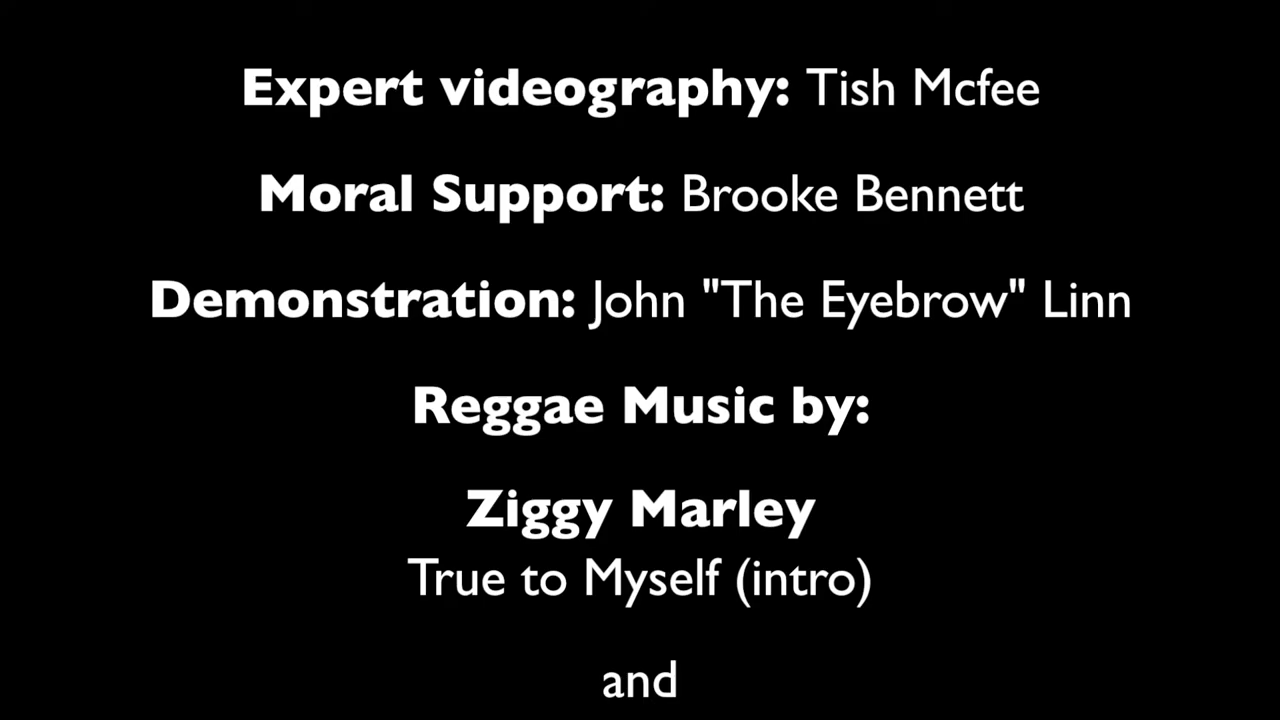 Expert videography: Tish Mcfee
Moral Support: Brooke Bennett
Demonstration: John "The Eyebrow" Linn
Reggae Music by:
Ziggy Marley
True to Myself (intro)
and